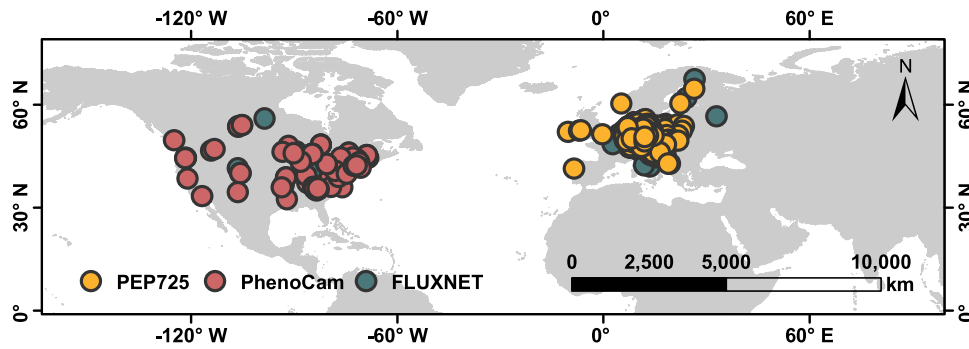 -120° W -60° W 0° 60° E
60° N 60° N
N
30° N 30° N
0 2,500 5,000 10,000
PEP725 PhenoCam FLUXNET km
0° 0°
-120° W -60° W 0° 60° E